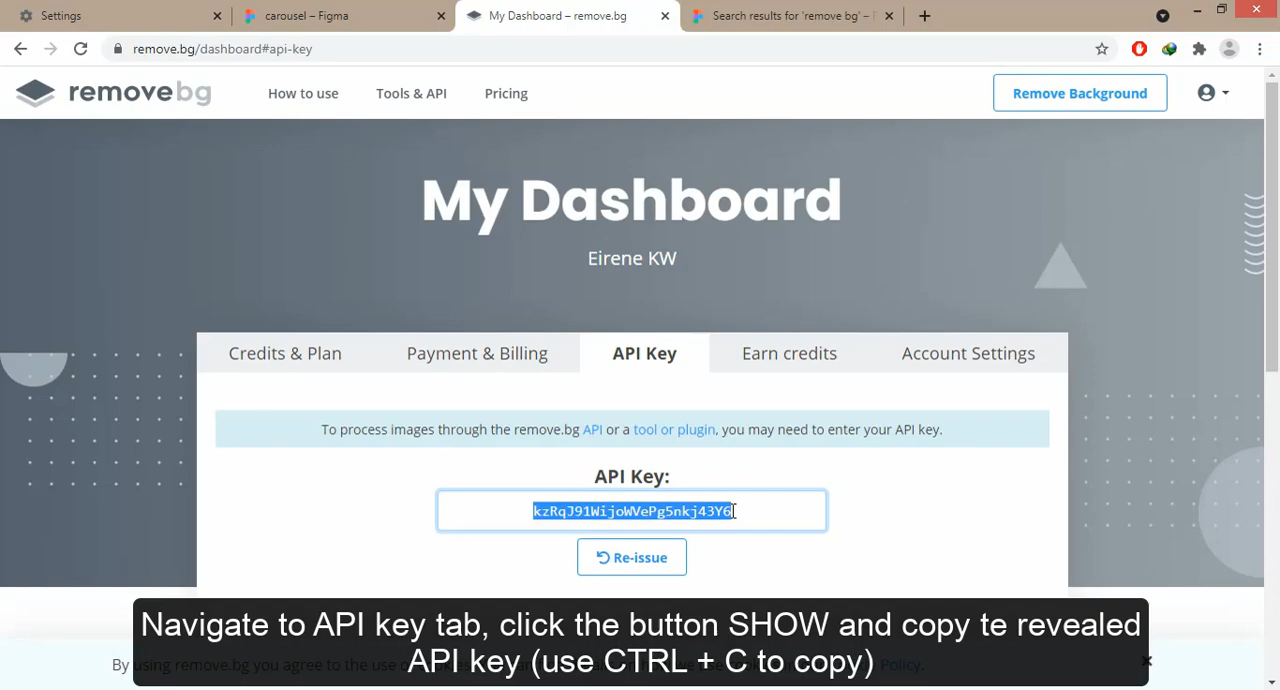 Settings
carousel – Figma
My Dashboard – remove.bg
Search results for 'remove bg' – F
remove.bg/dashboard#api-key
removebg
How to use
Tools & API
Pricing
Remove Background
My Dashboard
Eirene KW
Credits & Plan
Payment & Billing
API Key
Earn credits
Account Settings
To process images through the remove.bg API or a tool or plugin, you may need to enter your API key.
API Key:
kzRqJ91WijoWVePg5nkj43Y6
Re-issue
Navigate to API key tab, click the button SHOW and copy te revealed
API key (use CTRL + C to copy)
By using remove.bg you agree to the use
Policy.